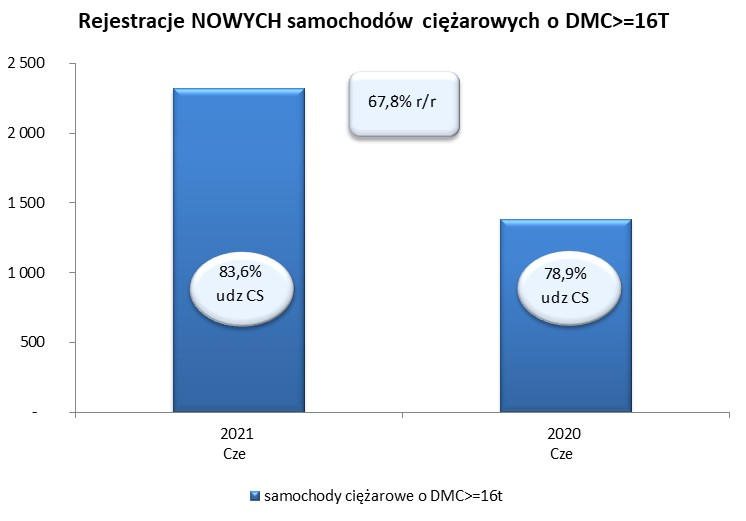 Rejestracje NOWYCH samochodów ciężarowych o DMC>=16T
2 500
67,8% r/r
2 000
1 500
1 000
83,6%
udz CS
78,9%
udz CS
500
-
2021
Cze
2020
Cze
samochody ciężarowe o DMC>=16t